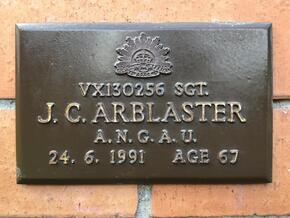 VX130256 SGT.
J. C. ARBLASTER
A. N. G. A. U.
24. 6. 1991 AGE 67